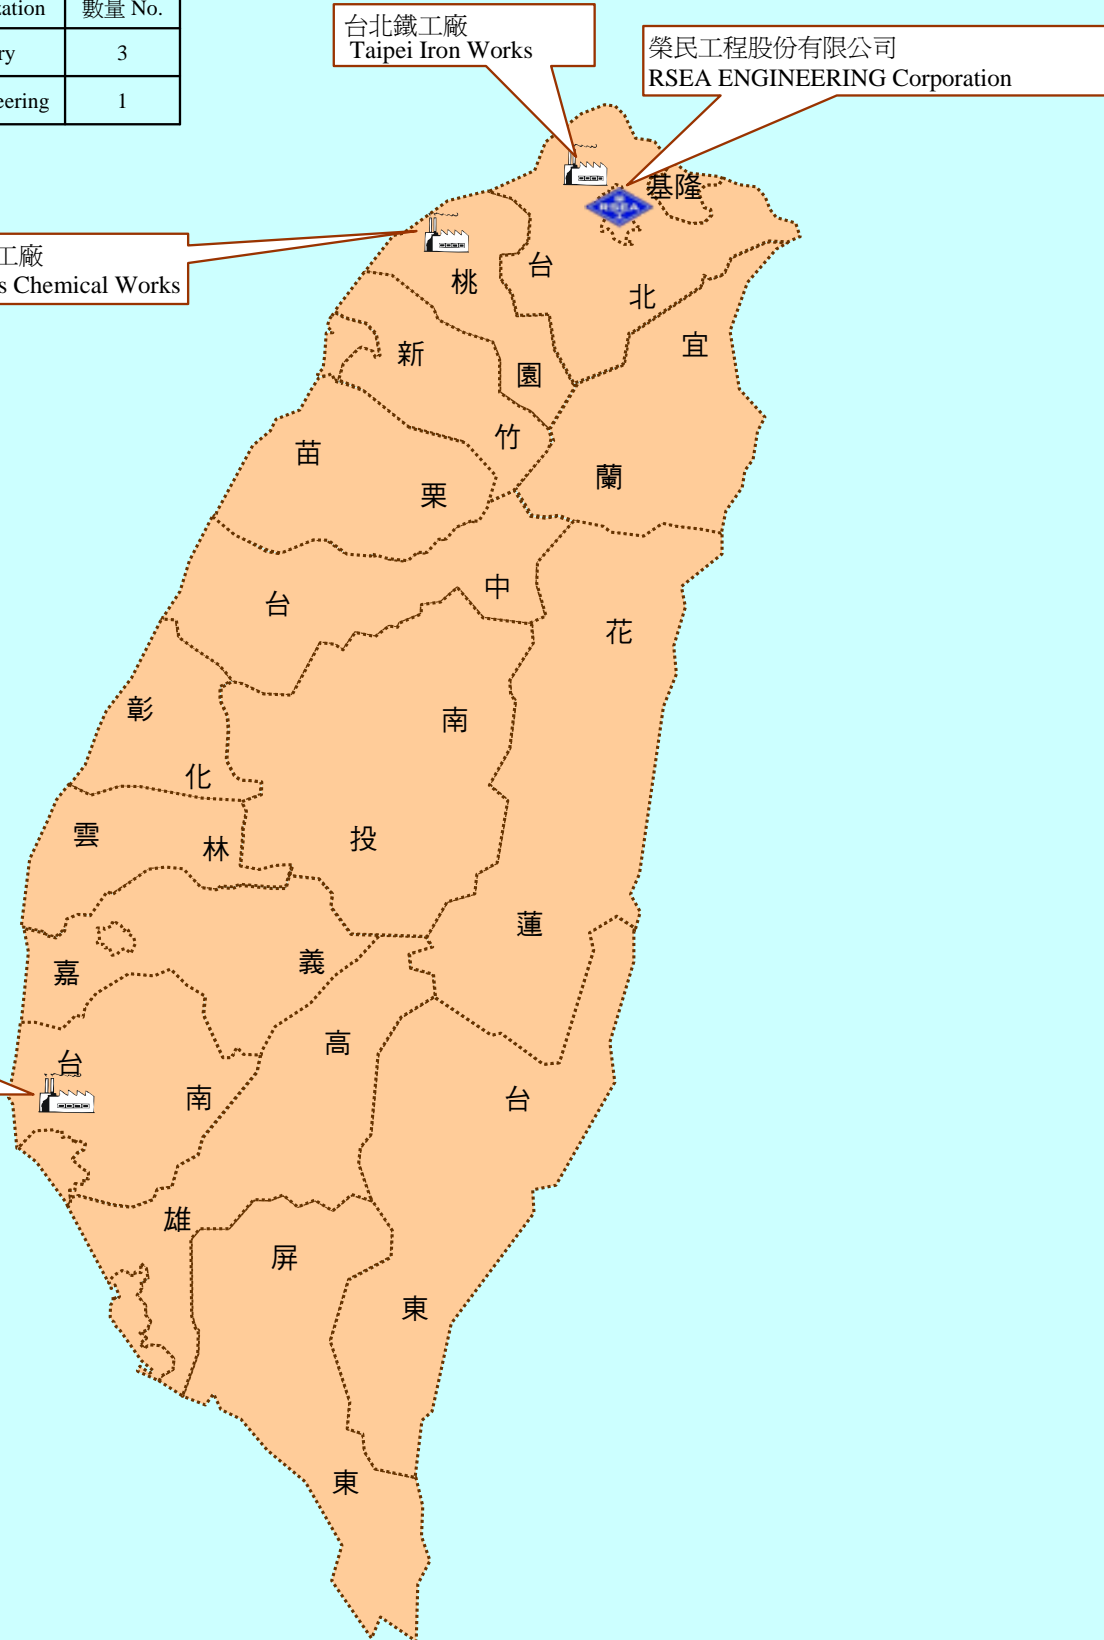 zation 數量 No.
ry 3
eering 1
台北鐵工廠
Taipei Iron Works
榮民工程股份有限公司
RSEA ENGINEERING Corporation
工廠
s Chemical Works
基隆
RSEA
台
桃
北
宜
新
園
竹
苗
蘭
栗
中
台
花
彰
南
化
雲
林
投
蓮
義
嘉
高
台
南
台
雄
屏
東
東